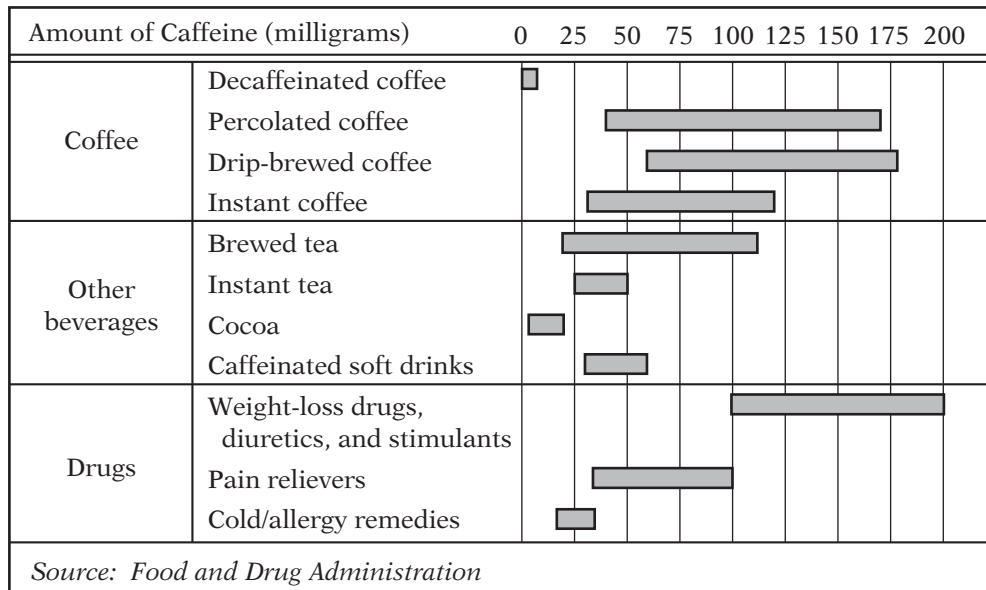 Amount of Caffeine (milligrams) 0 25 50 75 100 125 150 175 200
Coffee
Decaffeinated coffee
Percolated coffee
Drip-brewed coffee
Instant coffee
Other
beverages
Brewed tea
Instant tea
Cocoa
Caffeinated soft drinks
Drugs
Weight-loss drugs,
diuretics, and stimulants
Pain relievers
Cold/allergy remedies
Source: Food and Drug Administration